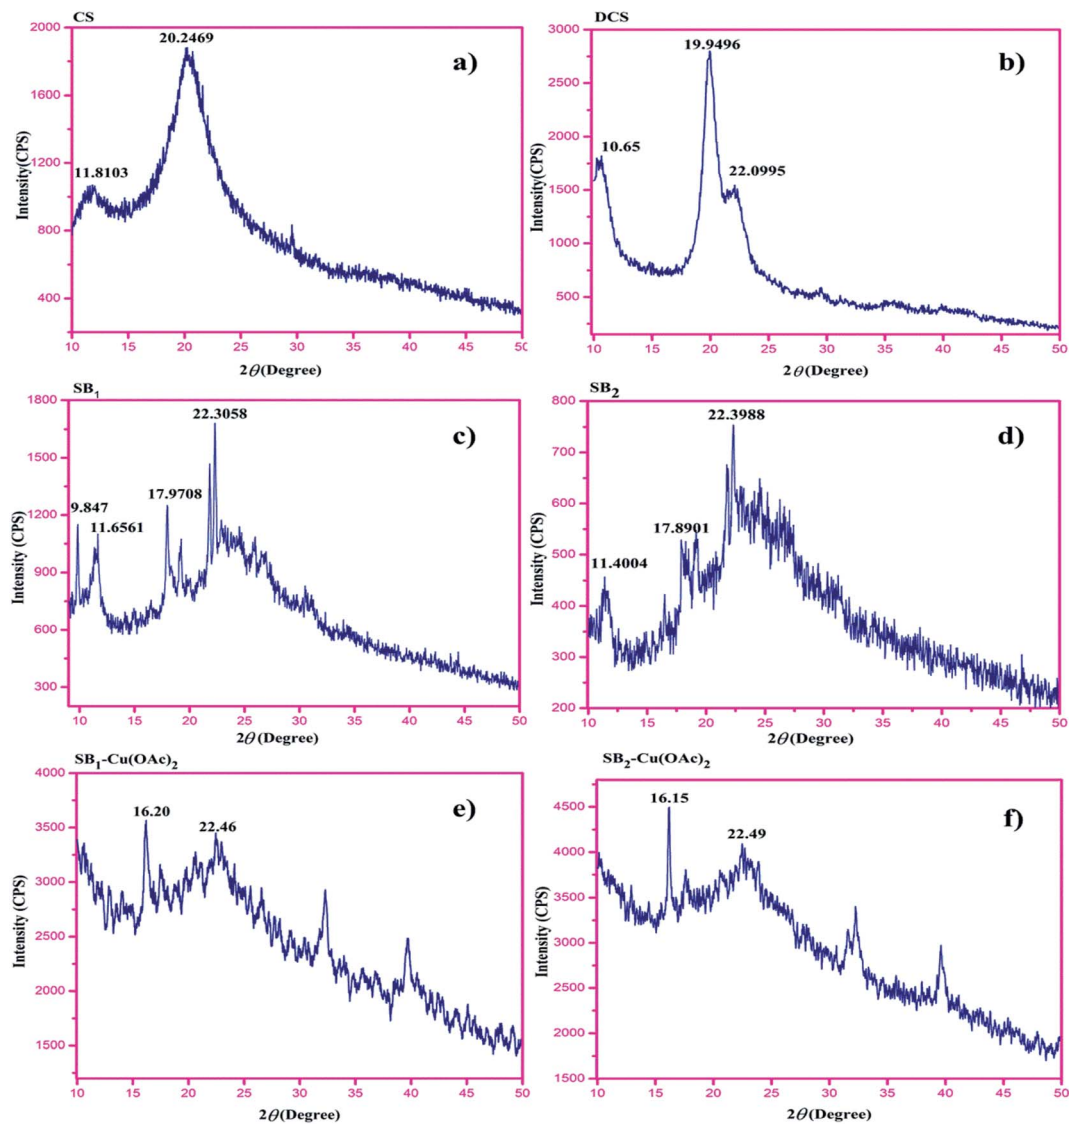 CS
a)
20.2469
11.8103
Intensity(CPS)
2000
1600
1200
800
400
10 15 20 25 30 35 40 45 50
2θ(Degree)
DCS
b)
19.9496
10.65
22.0995
Intensity(CPS)
3000
2500
2000
1500
1000
500
10 15 20 25 30 35 40 45 50
2θ(Degree)
SB1
c)
22.3058
17.9708
9.847
11.6561
Intensity (CPS)
1800
1500
1200
900
600
300
10 15 20 25 30 35 40 45 50
2θ(Degree)
SB2
d)
22.3988
17.8901
11.4004
Intensity (CPS)
800
700
600
500
400
300
200
10 15 20 25 30 35 40 45 50
2θ(Degree)
SB1-Cu(OAc)2
e)
16.20
22.46
Intensity (CPS)
4000
3500
3000
2500
2000
1500
10 15 20 25 30 35 40 45 50
2θ(Degree)
SB2-Cu(OAc)2
f)
16.15
22.49
Intensity (CPS)
4500
4000
3500
3000
2500
2000
1500
10 15 20 25 30 35 40 45 50
2θ(Degree)